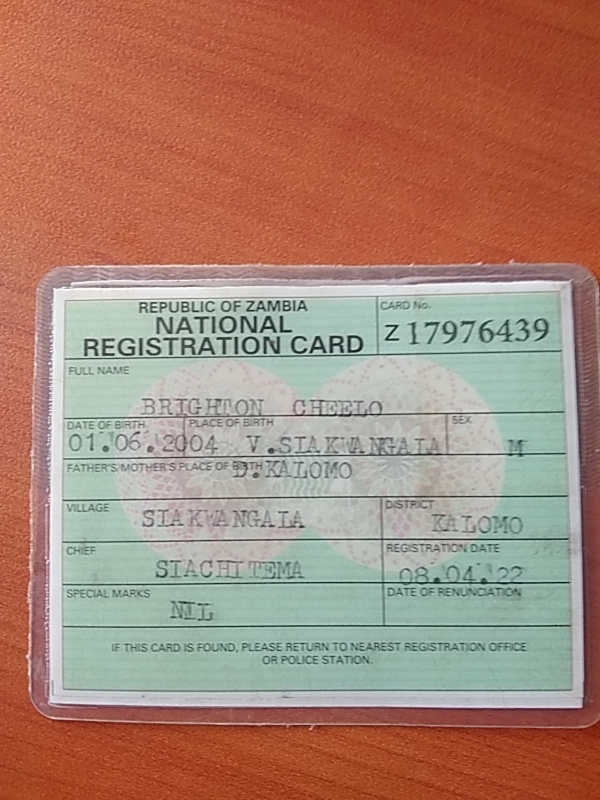 REPUBLIC OF ZAMBIA
NATIONAL
REGISTRATION CARD
CARD No.
Z 17976439
FULL NAME
BRIGHTON CHEELO
DATE OF BIRTH
01.06.2004
PLACE OF BIRTH
V.SIAKWANGALA
SEX
M
FATHER'S/MOTHER'S PLACE OF BIRTH
D.KALOMO
VILLAGE
SIAKWANGALA
DISTRICT
KALOMO
CHIEF
SIACHITEMA
REGISTRATION DATE
08.04.22
SPECIAL MARKS
NIL
DATE OF RENUNCIATION
IF THIS CARD IS FOUND, PLEASE RETURN TO NEAREST REGISTRATION OFFICE
OR POLICE STATION.